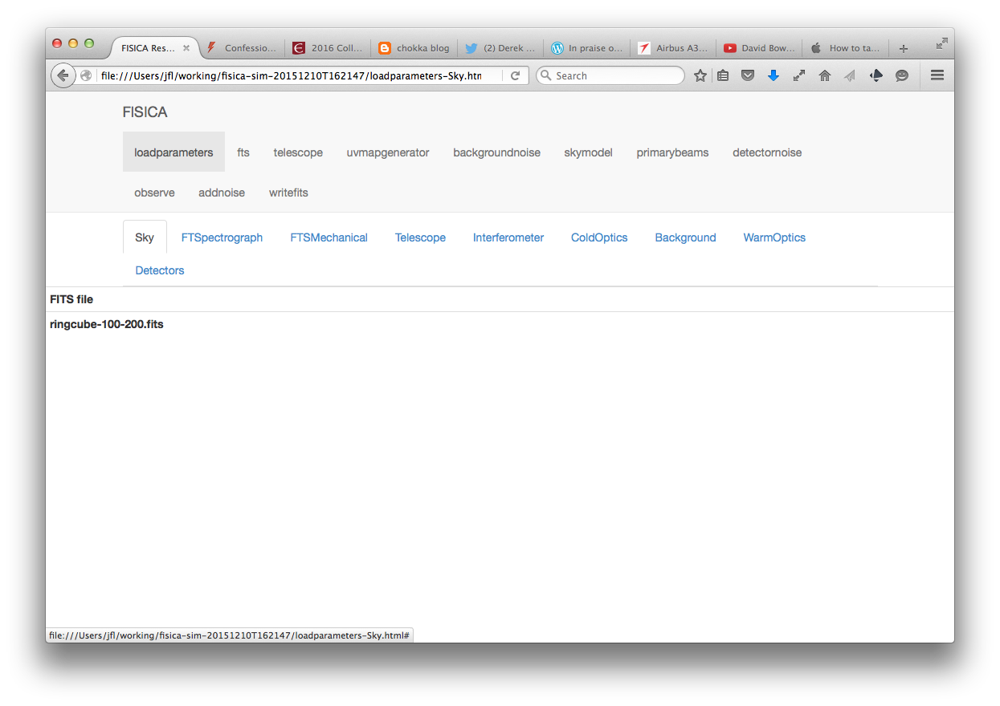 FISICA Res... Confessio... 2016 Coll... chokka blog (2) Derek ... In praise o... Airbus A3... David Bow... How to ta...
file:///Users/jfl/working/fisica-sim-20151210T162147/loadparameters-Sky.htm Search
FISICA
loadparameters fts telescope uvmapgenerator backgroundnoise skymodel primarybeams detectornoise
observe addnoise writefits
Sky FTSpectrograph FTSMechanical Telescope Interferometer ColdOptics Background WarmOptics
Detectors
FITS file
ringcube-100-200.fits
file:///Users/jfl/working/fisica-sim-20151210T162147/loadparameters-Sky.html#